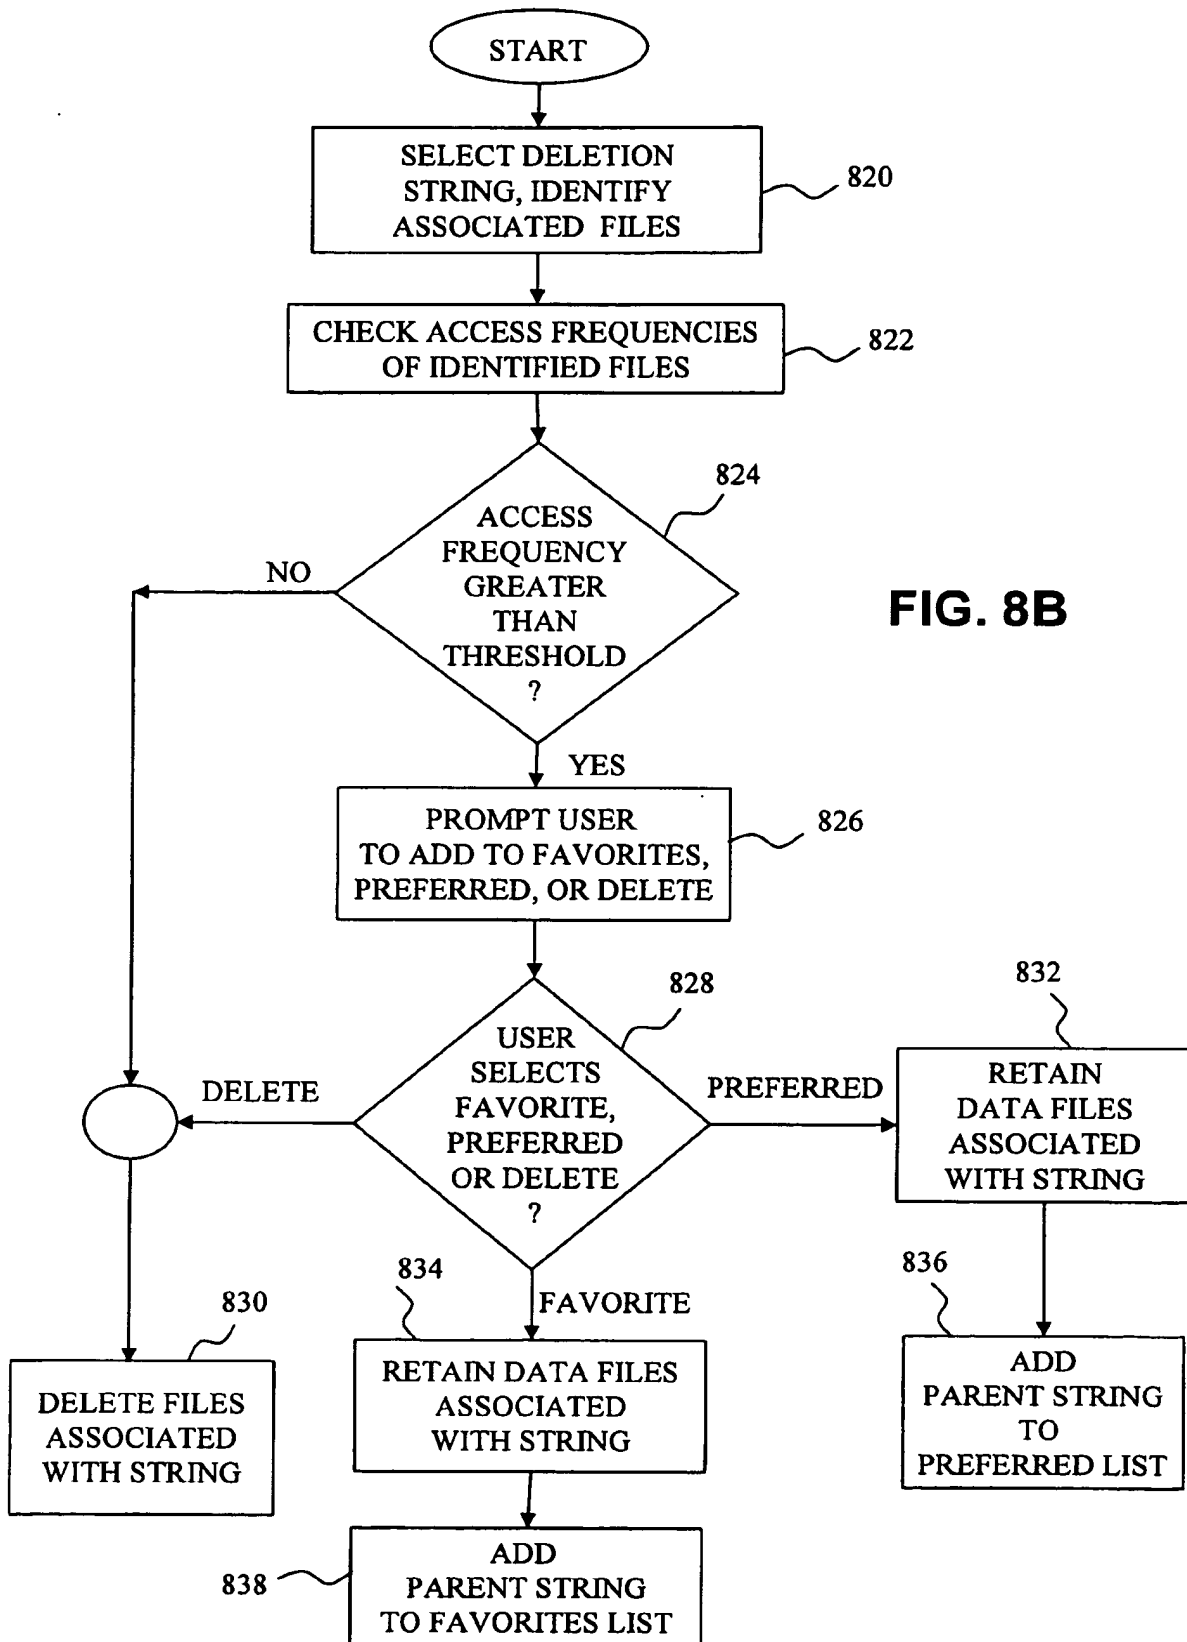 START
SELECT DELETION
STRING, IDENTIFY
ASSOCIATED FILES
820
CHECK ACCESS FREQUENCIES
OF IDENTIFIED FILES
822
824
ACCESS
FREQUENCY
GREATER
THAN
THRESHOLD
?
NO
FIG. 8B
YES
PROMPT USER
TO ADD TO FAVORITES,
PREFERRED, OR DELETE
826
828
USER
SELECTS
FAVORITE,
PREFERRED
OR DELETE
?
DELETE
PREFERRED
832
RETAIN
DATA FILES
ASSOCIATED
WITH STRING
834
FAVORITE
836
830
DELETE FILES
ASSOCIATED
WITH STRING
RETAIN DATA FILES
ASSOCIATED
WITH STRING
ADD
PARENT STRING
TO
PREFERRED LIST
838
ADD
PARENT STRING
TO FAVORITES LIST